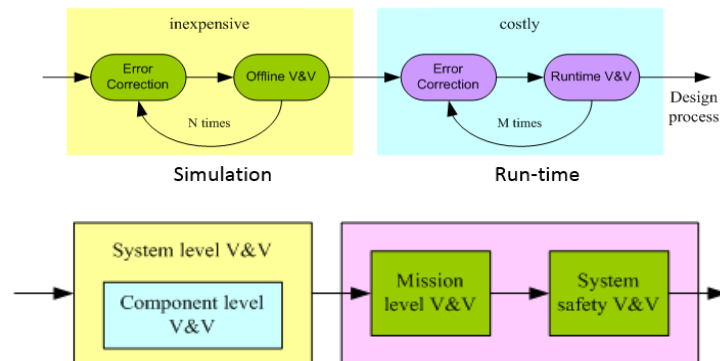 inexpensive
costly
Error
Correction
Offline V&V
Error
Correction
Runtime V&V
N times
M times
Design
process
Simulation
Run-time
System level V&V
Component level
V&V
Mission
level V&V
System
safety V&V